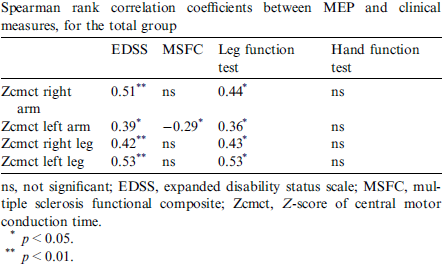 Spearman rank correlation coefficients between MEP and clinical
measures, for the total group
EDSS MSFC Leg function Hand function
test test
Zcmct right 0.51** ns 0.44* ns
arm
Zcmct left arm 0.39* −0.29* 0.36* ns
Zcmct right leg 0.42** ns 0.43* ns
Zcmct left leg 0.53** ns 0.53* ns
ns, not significant; EDSS, expanded disability status scale; MSFC, mul-
tiple sclerosis functional composite; Zcmct, Z-score of central motor
conduction time.
* p < 0.05.
** p < 0.01.